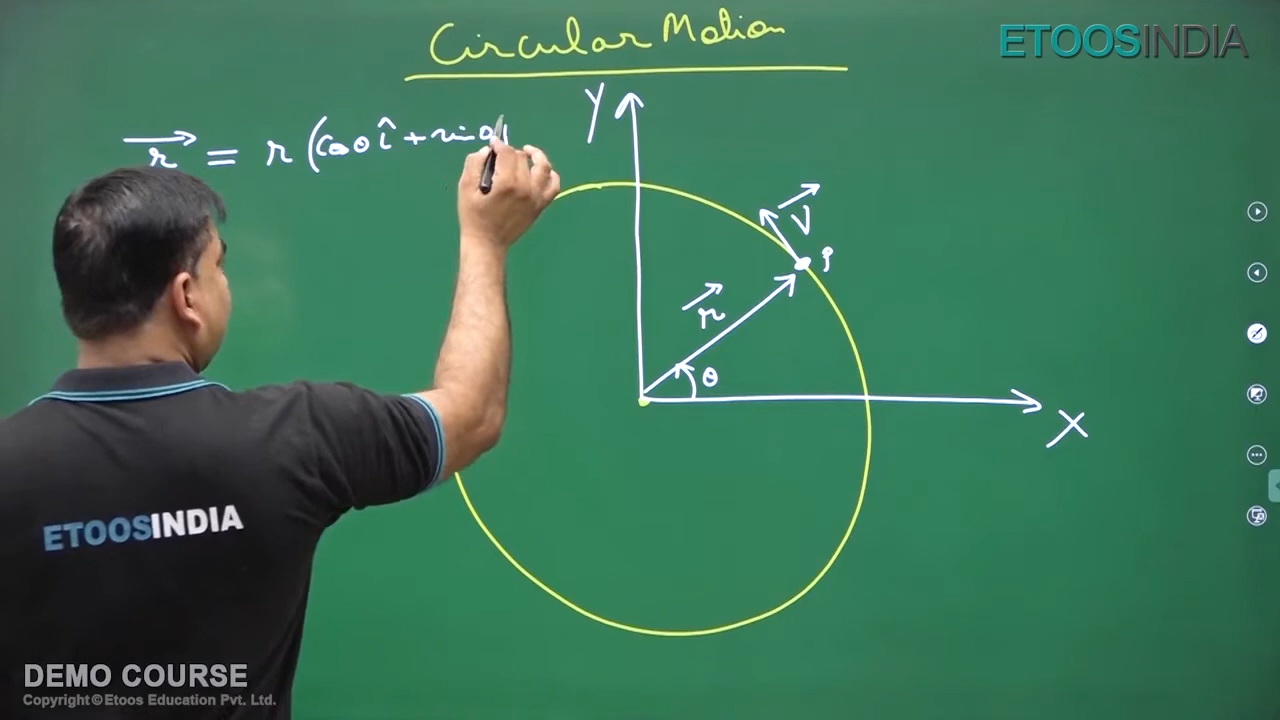 Circular Motion
ETOOSINDIA
Y
r = r (cosθ î + sinθ
V
P
r
θ
X
ETOOSINDIA
DEMO COURSE
Copyright © Etoos Education Pvt. Ltd.